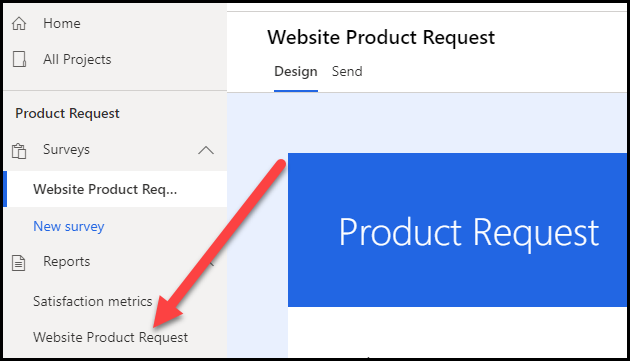 Home
All Projects
Product Request
Surveys
Website Product Req...
New survey
Reports
Satisfaction metrics
Website Product Request
Website Product Request
Design Send
Product Request